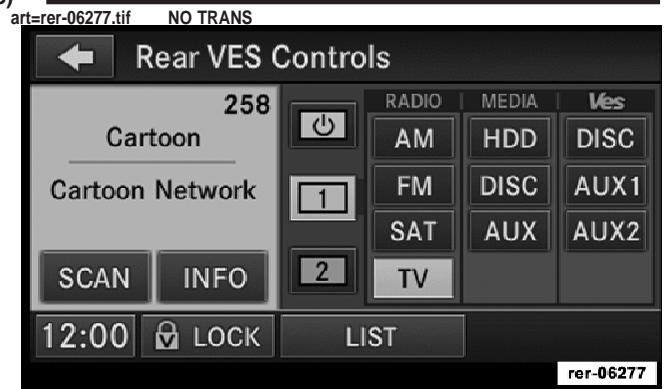 s)
art=rer-06277.tif NO TRANS
Rear VES Controls
258
Cartoon
Cartoon Network
SCAN INFO
1
2
RADIO MEDIA Ves
AM HDD DISC
FM DISC AUX1
SAT AUX AUX2
TV
12:00 LOCK LIST
rer-06277